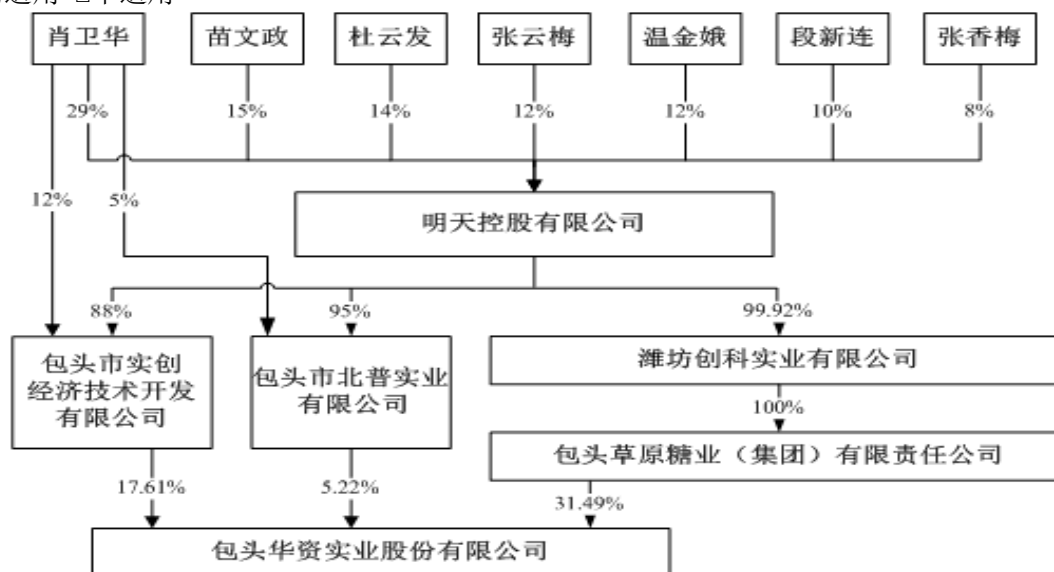 肖卫华
苗文政
杜云发
张云梅
温金娥
段新连
张香梅
29%
15%
14%
12%
12%
10%
8%
12%
5%
明天控股有限公司
88%
95%
99.92%
包头市实创
经济技术开发
有限公司
包头市北普实业
有限公司
潍坊创科实业有限公司
100%
包头草原糖业（集团）有限责任公司
17.61%
5.22%
31.49%
包头华资实业股份有限公司